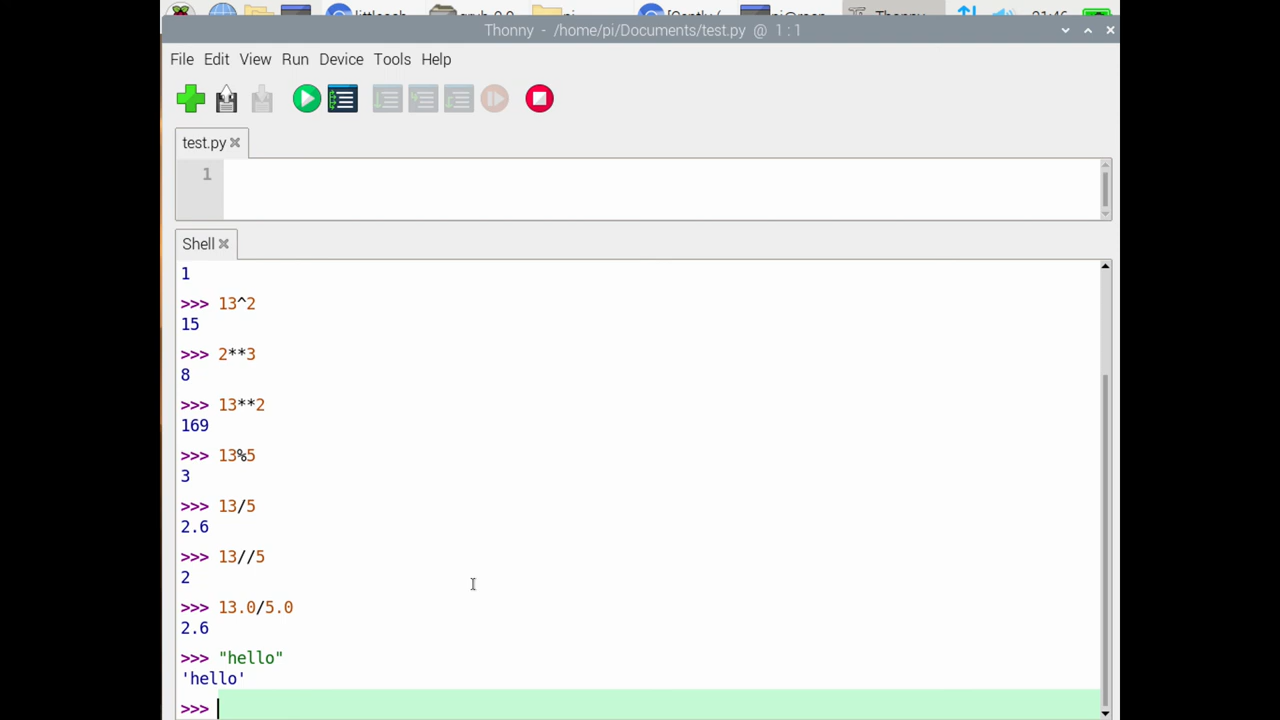 Thonny - /home/pi/Documents/test.py @ 1 : 1
File Edit View Run Device Tools Help
test.py
1
Shell
1
>>> 13^2
15
>>> 2**3
8
>>> 13**2
169
>>> 13%5
3
>>> 13/5
2.6
>>> 13//5
2
>>> 13.0/5.0
2.6
>>> "hello"
'hello'
>>>